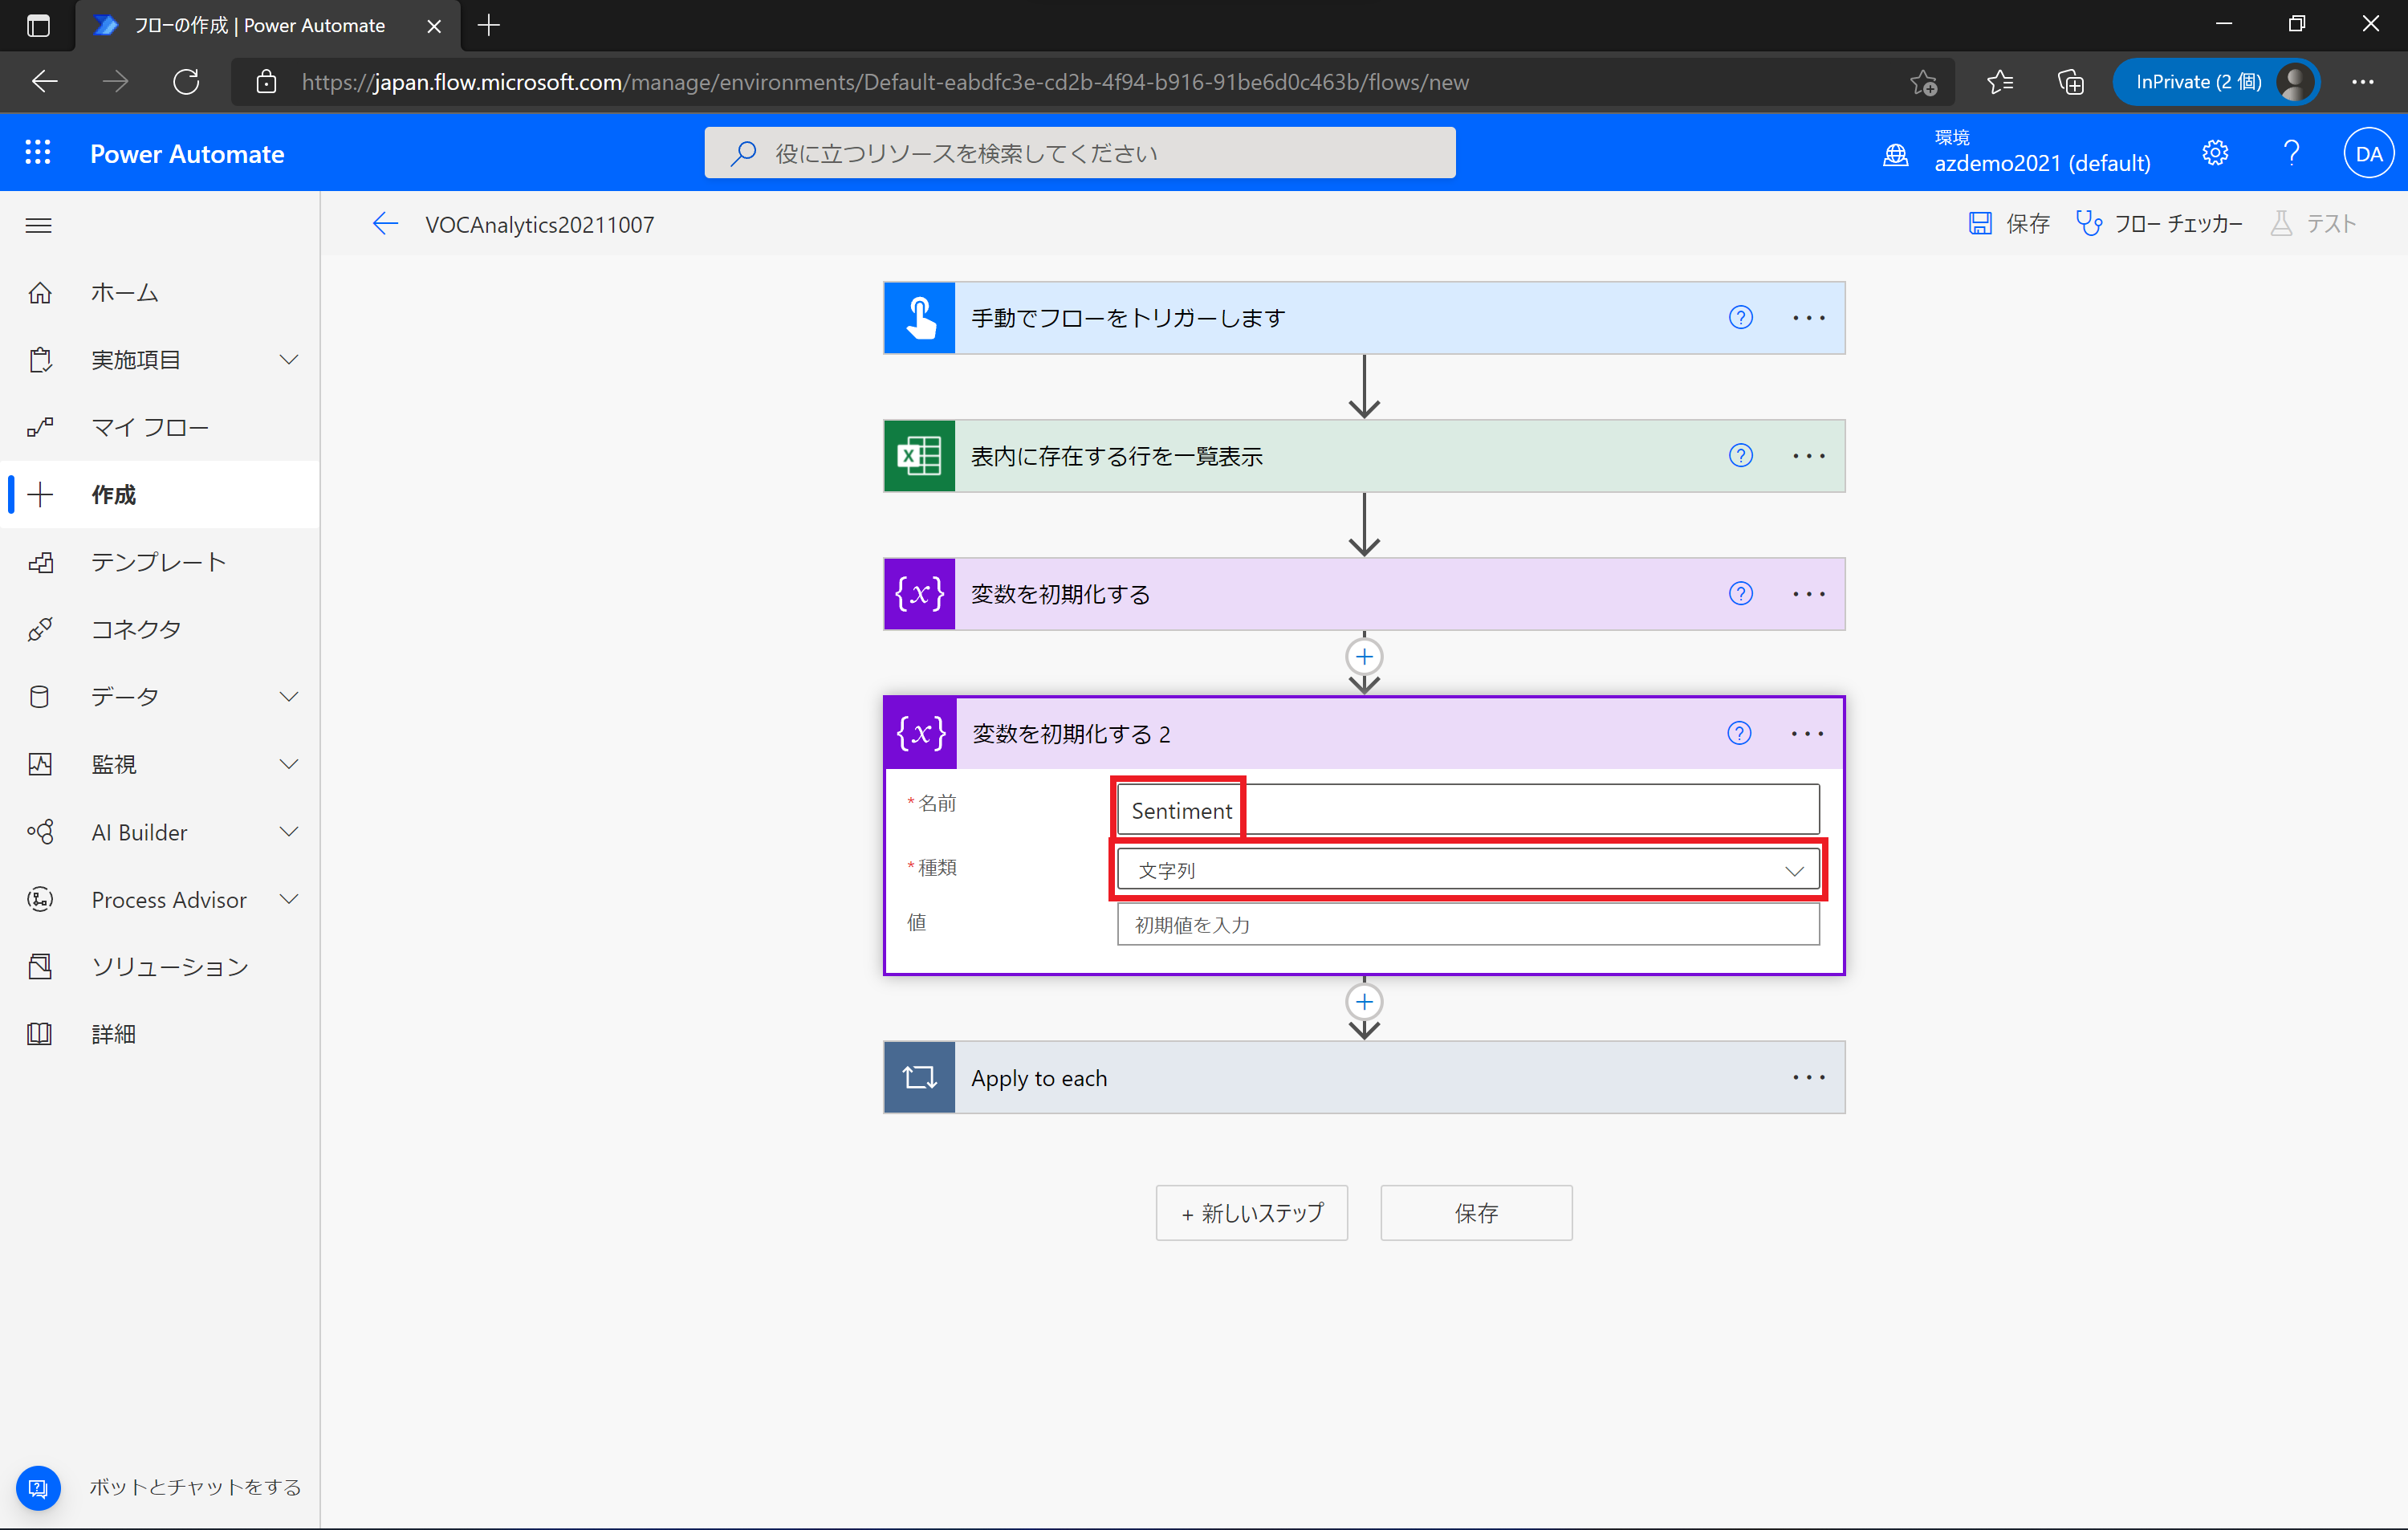 フローの作成 | Power Automate
https://japan.flow.microsoft.com/manage/environments/Default-eabdfc3e-cd2b-4f94-b916-91be6d0c463b/flows/new
InPrivate (2 個)
Power Automate
役に立つリソースを検索してください
環境
azdemo2021 (default)
DA
VOCAnalytics20211007
保存
フロー チェッカー
テスト
ホーム
実施項目
マイ フロー
作成
テンプレート
コネクタ
データ
監視
AI Builder
Process Advisor
ソリューション
詳細
ボットとチャットをする
手動でフローをトリガーします
表内に存在する行を一覧表示
{x} 変数を初期化する
{x} 変数を初期化する 2
*名前
Sentiment
*種類
文字列
値
初期値を入力
Apply to each
+ 新しいステップ
保存